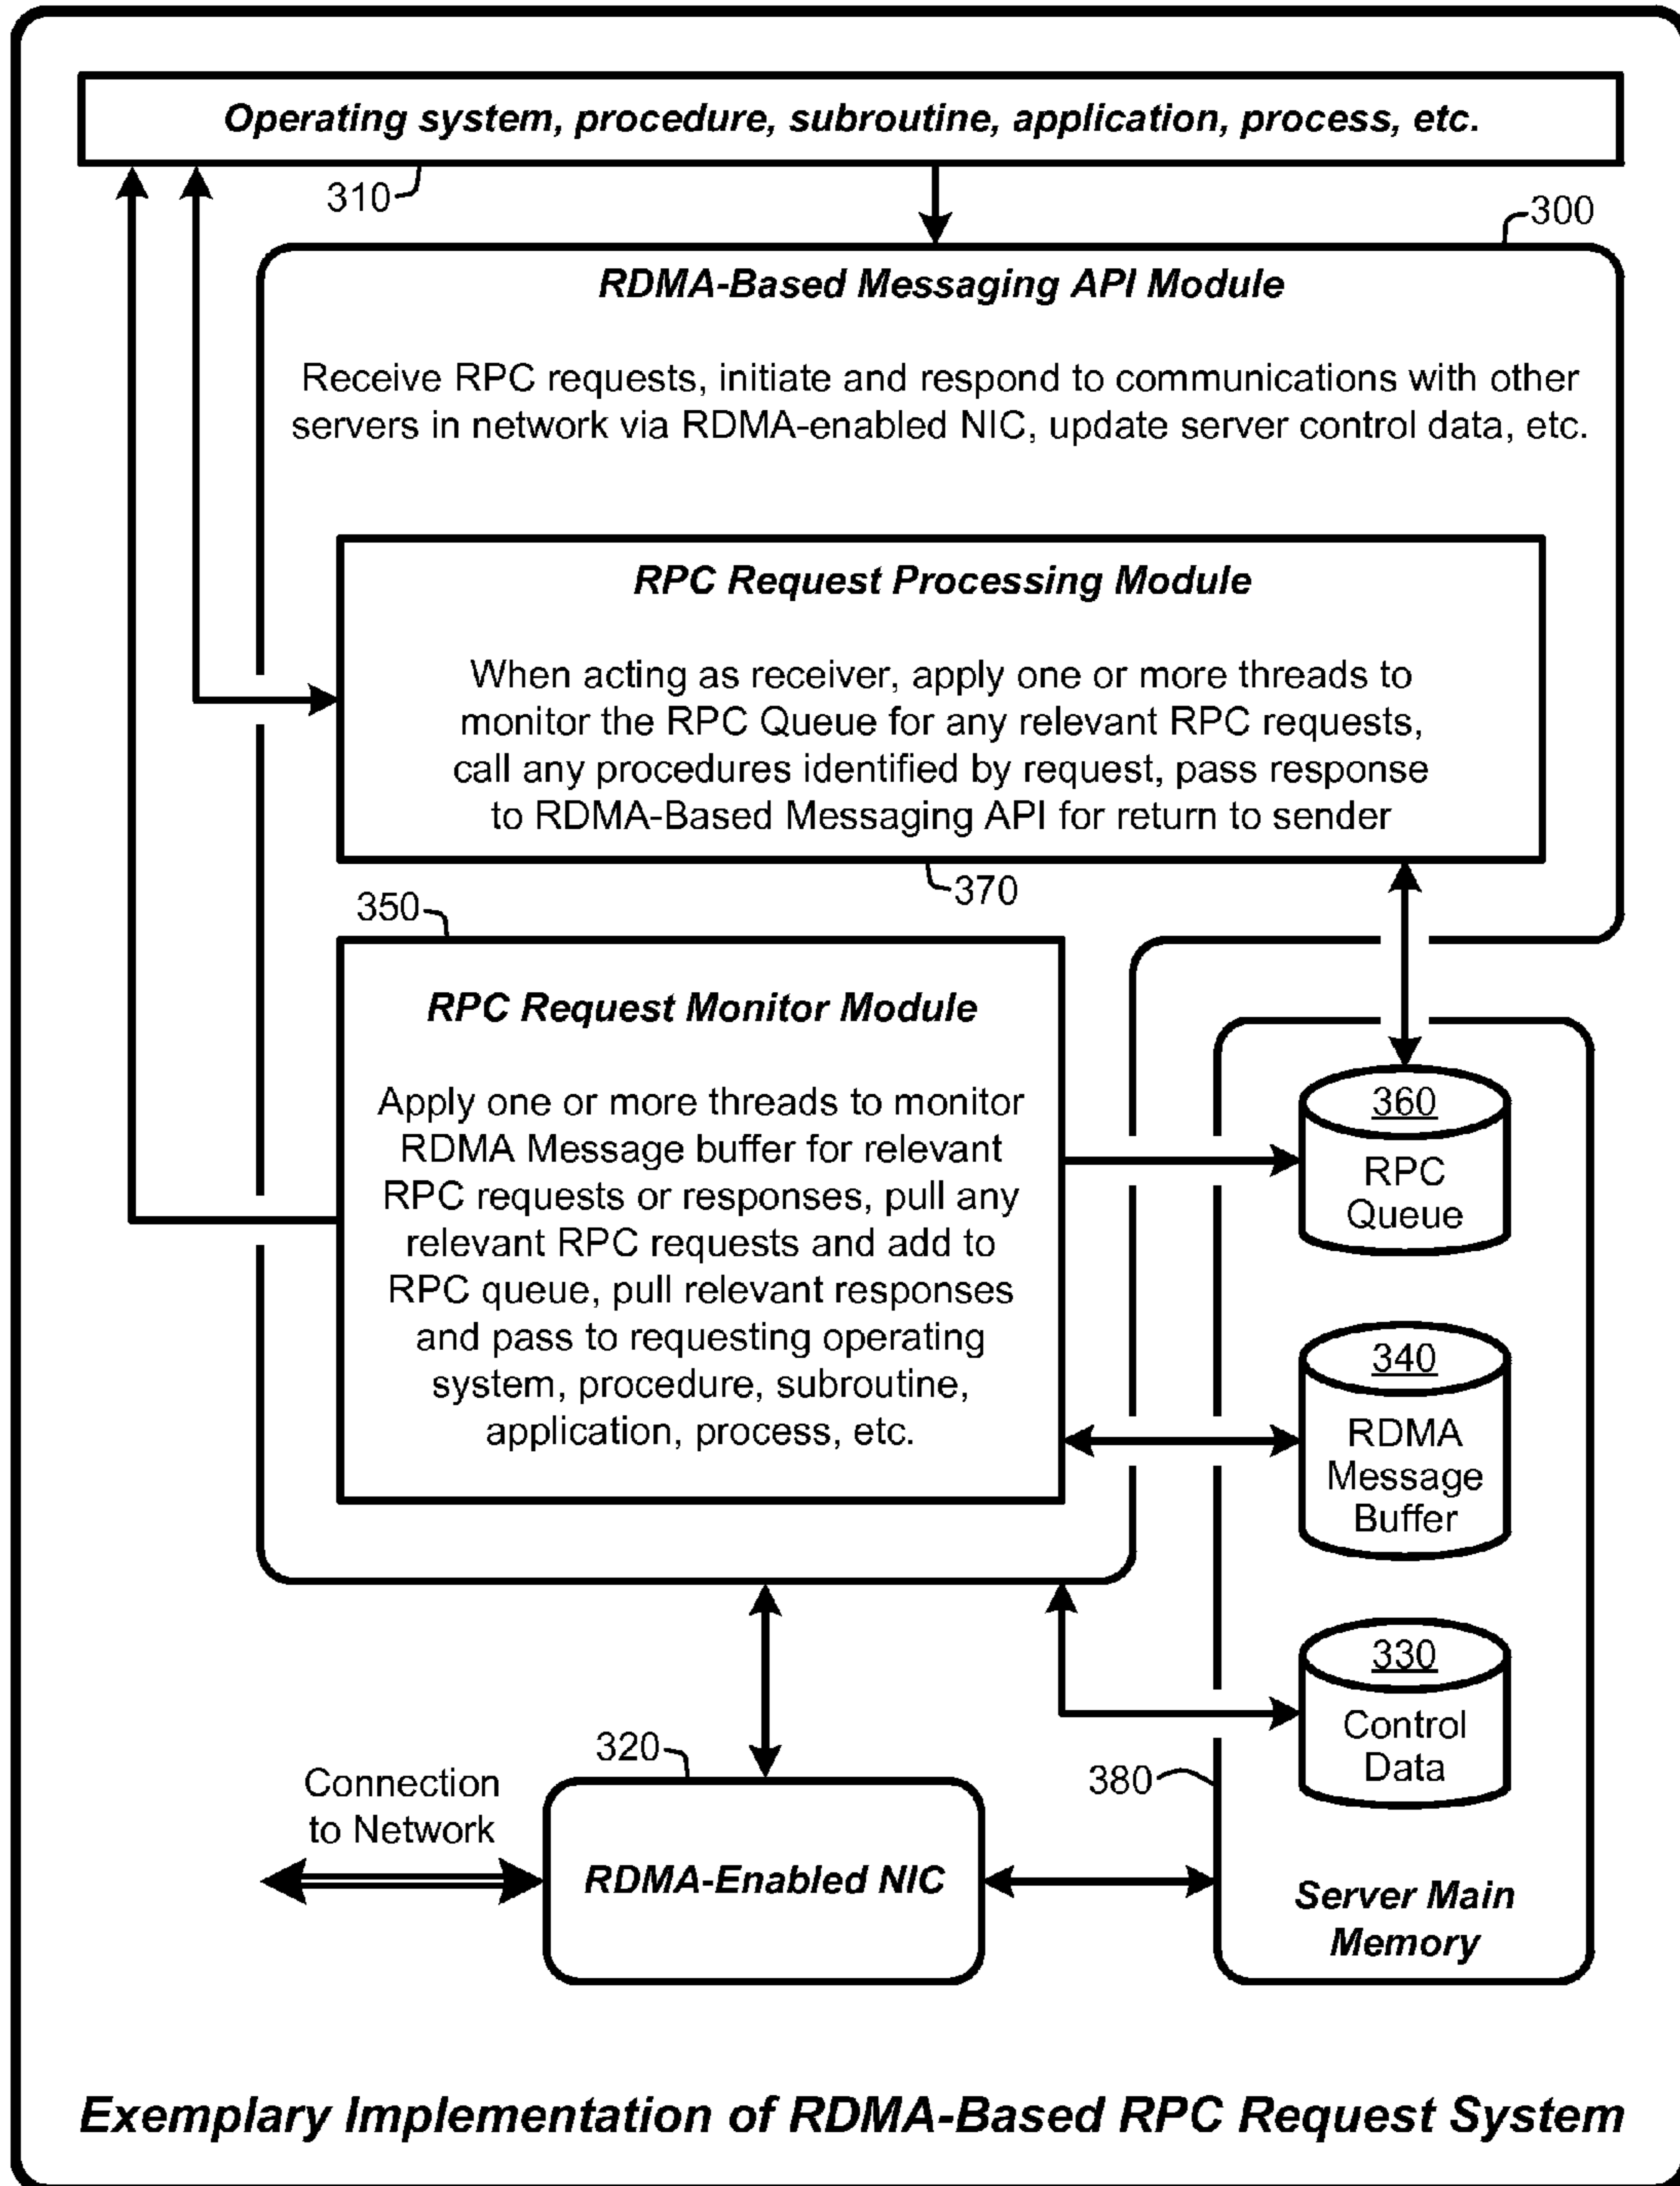 Operating system, procedure, subroutine, application, process, etc.
310
300
RDMA-Based Messaging API Module
Receive RPC requests, initiate and respond to communications with other
servers in network via RDMA-enabled NIC, update server control data, etc.
RPC Request Processing Module
When acting as receiver, apply one or more threads to
monitor the RPC Queue for any relevant RPC requests,
call any procedures identified by request, pass response
to RDMA-Based Messaging API for return to sender
370
350
RPC Request Monitor Module
Apply one or more threads to monitor
RDMA Message buffer for relevant
RPC requests or responses, pull any
relevant RPC requests and add to
RPC queue, pull relevant responses
and pass to requesting operating
system, procedure, subroutine,
application, process, etc.
360
RPC
Queue
340
RDMA
Message
Buffer
330
Control
Data
380
Server Main
Memory
320
RDMA-Enabled NIC
Connection
to Network
Exemplary Implementation of RDMA-Based RPC Request System